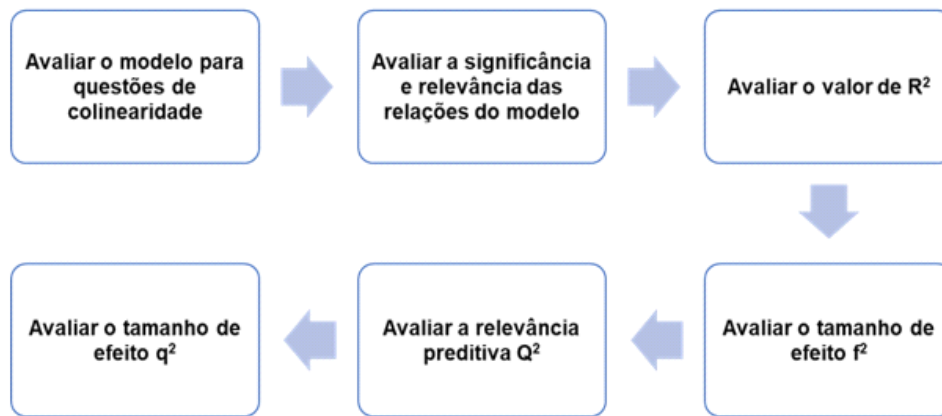 Avaliar o modelo para
questões de
colinearidade
Avaliar a significância
e relevância das
relações do modelo
Avaliar o valor de R²
Avaliar o tamanho de
efeito f²
Avaliar a relevância
preditiva Q²
Avaliar o tamanho de
efeito q²